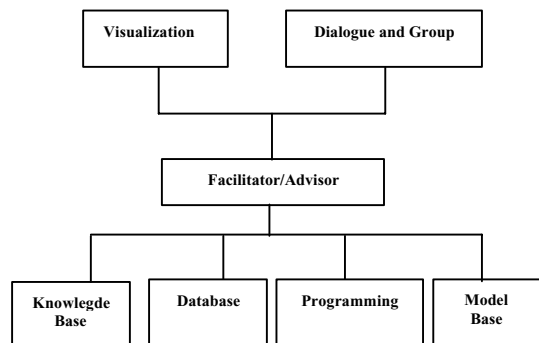 Visualization
Dialogue and Group
Facilitator/Advisor
Knowlegde
Base
Database
Programming
Model
Base